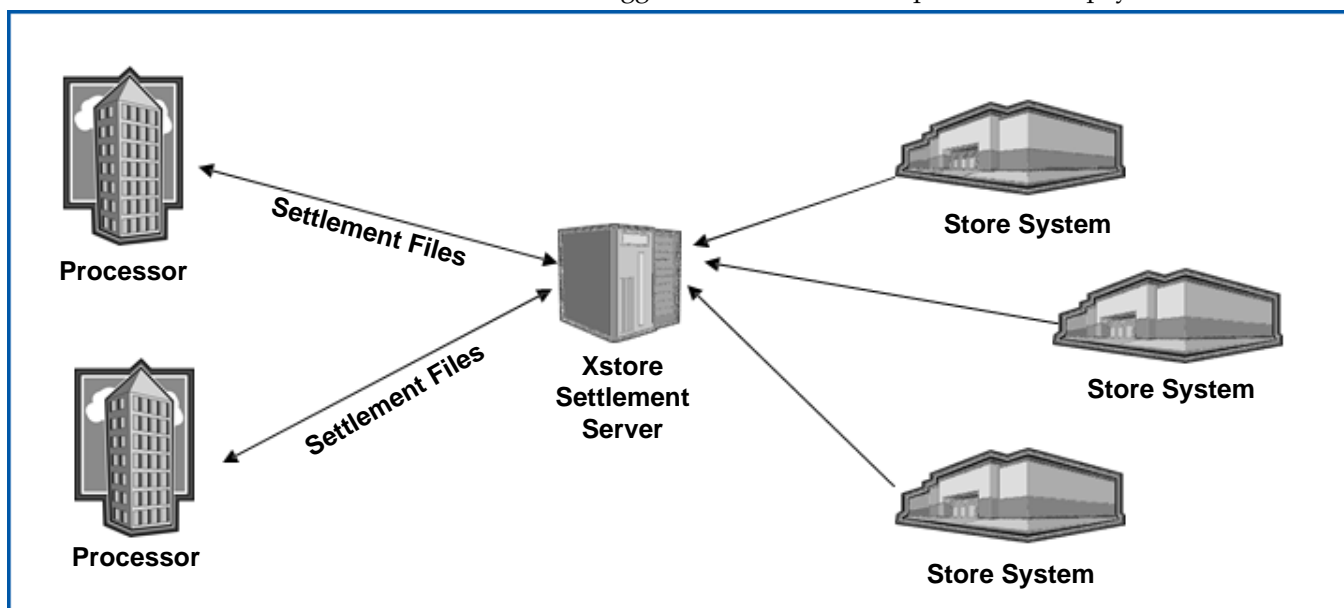 Settlement Files
Processor
Store System
Xstore
Settlement
Server
Store System
Settlement Files
Processor
Store System